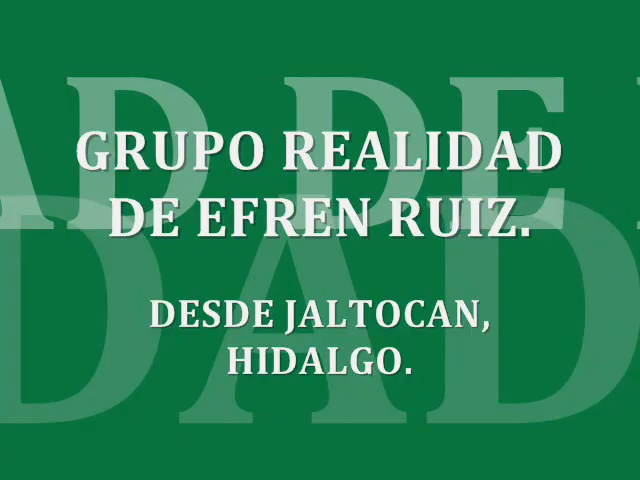 GRUPO REALIDAD
DE EFREN RUIZ.
DESDE JALTOCAN,
HIDALGO.